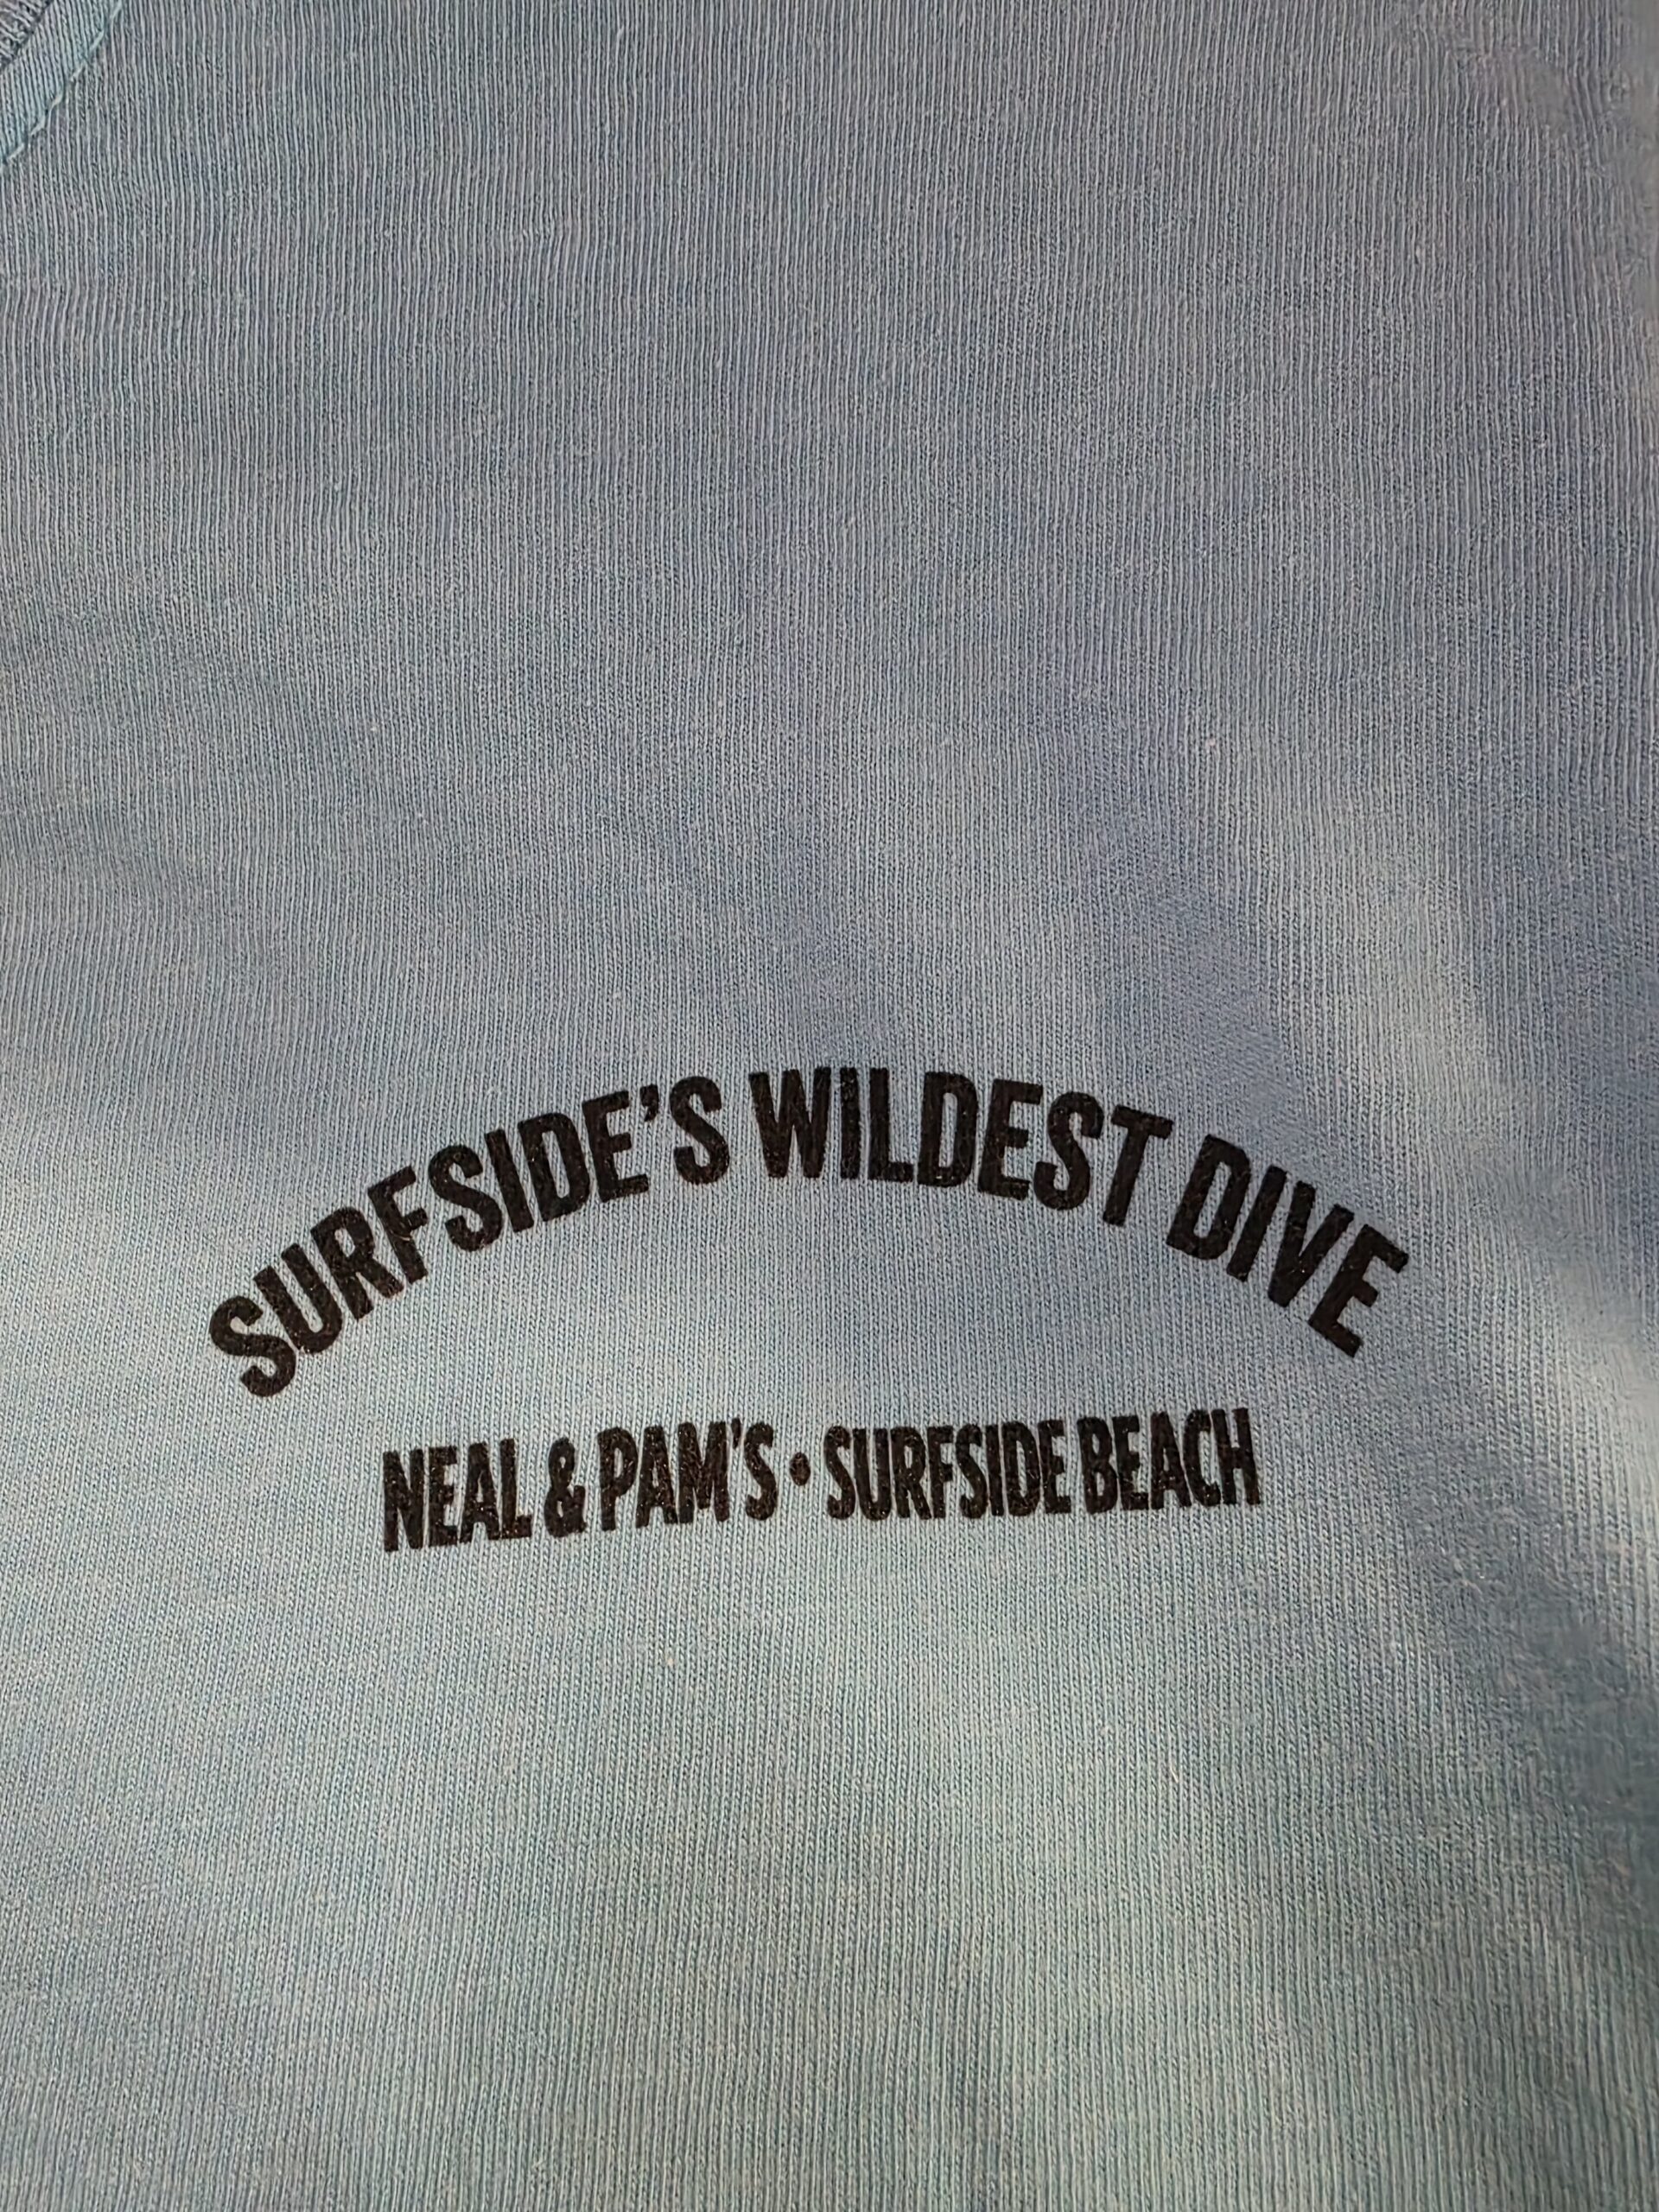 SURFSIDE'S WILDEST DIVE
NEAL & PAM'S • SURFSIDE BEACH